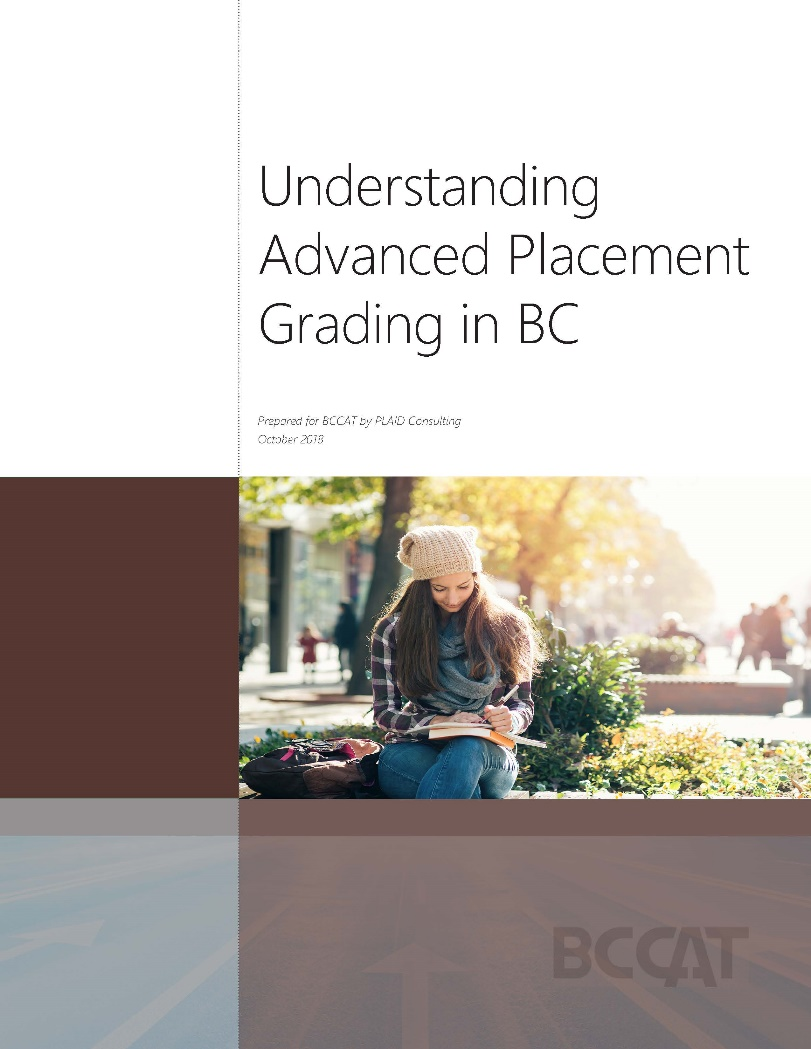 Understanding
Advanced Placement
Grading in BC
Prepared for BCCAT by PLAID Consulting
October 2018
BCCAT